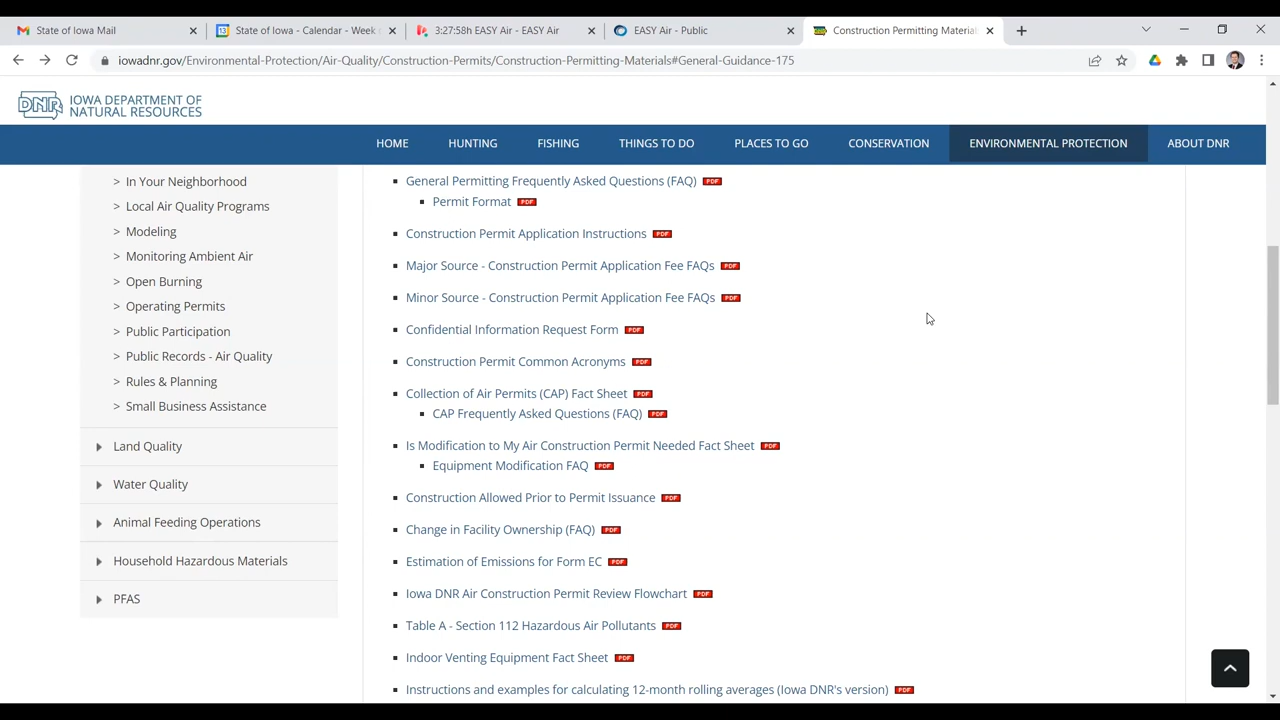 State of Iowa Mail
State of Iowa - Calendar - Week
3:27:58h EASY Air - EASY Air
EASY Air - Public
Construction Permitting Material
iowadnr.gov/Environmental-Protection/Air-Quality/Construction-Permits/Construction-Permitting-Materials#General-Guidance-175
DNR IOWA DEPARTMENT OF
NATURAL RESOURCES
HOME HUNTING FISHING THINGS TO DO PLACES TO GO CONSERVATION ENVIRONMENTAL PROTECTION ABOUT DNR
> In Your Neighborhood
> Local Air Quality Programs
> Modeling
> Monitoring Ambient Air
> Open Burning
> Operating Permits
> Public Participation
> Public Records - Air Quality
> Rules & Planning
> Small Business Assistance
Land Quality
Water Quality
Animal Feeding Operations
Household Hazardous Materials
PFAS
General Permitting Frequently Asked Questions (FAQ) PDF
Permit Format PDF
Construction Permit Application Instructions PDF
Major Source - Construction Permit Application Fee FAQs PDF
Minor Source - Construction Permit Application Fee FAQs PDF
Confidential Information Request Form PDF
Construction Permit Common Acronyms PDF
Collection of Air Permits (CAP) Fact Sheet PDF
CAP Frequently Asked Questions (FAQ) PDF
Is Modification to My Air Construction Permit Needed Fact Sheet PDF
Equipment Modification FAQ PDF
Construction Allowed Prior to Permit Issuance PDF
Change in Facility Ownership (FAQ) PDF
Estimation of Emissions for Form EC PDF
Iowa DNR Air Construction Permit Review Flowchart PDF
Table A - Section 112 Hazardous Air Pollutants PDF
Indoor Venting Equipment Fact Sheet PDF
Instructions and examples for calculating 12-month rolling averages (Iowa DNR's version) PDF